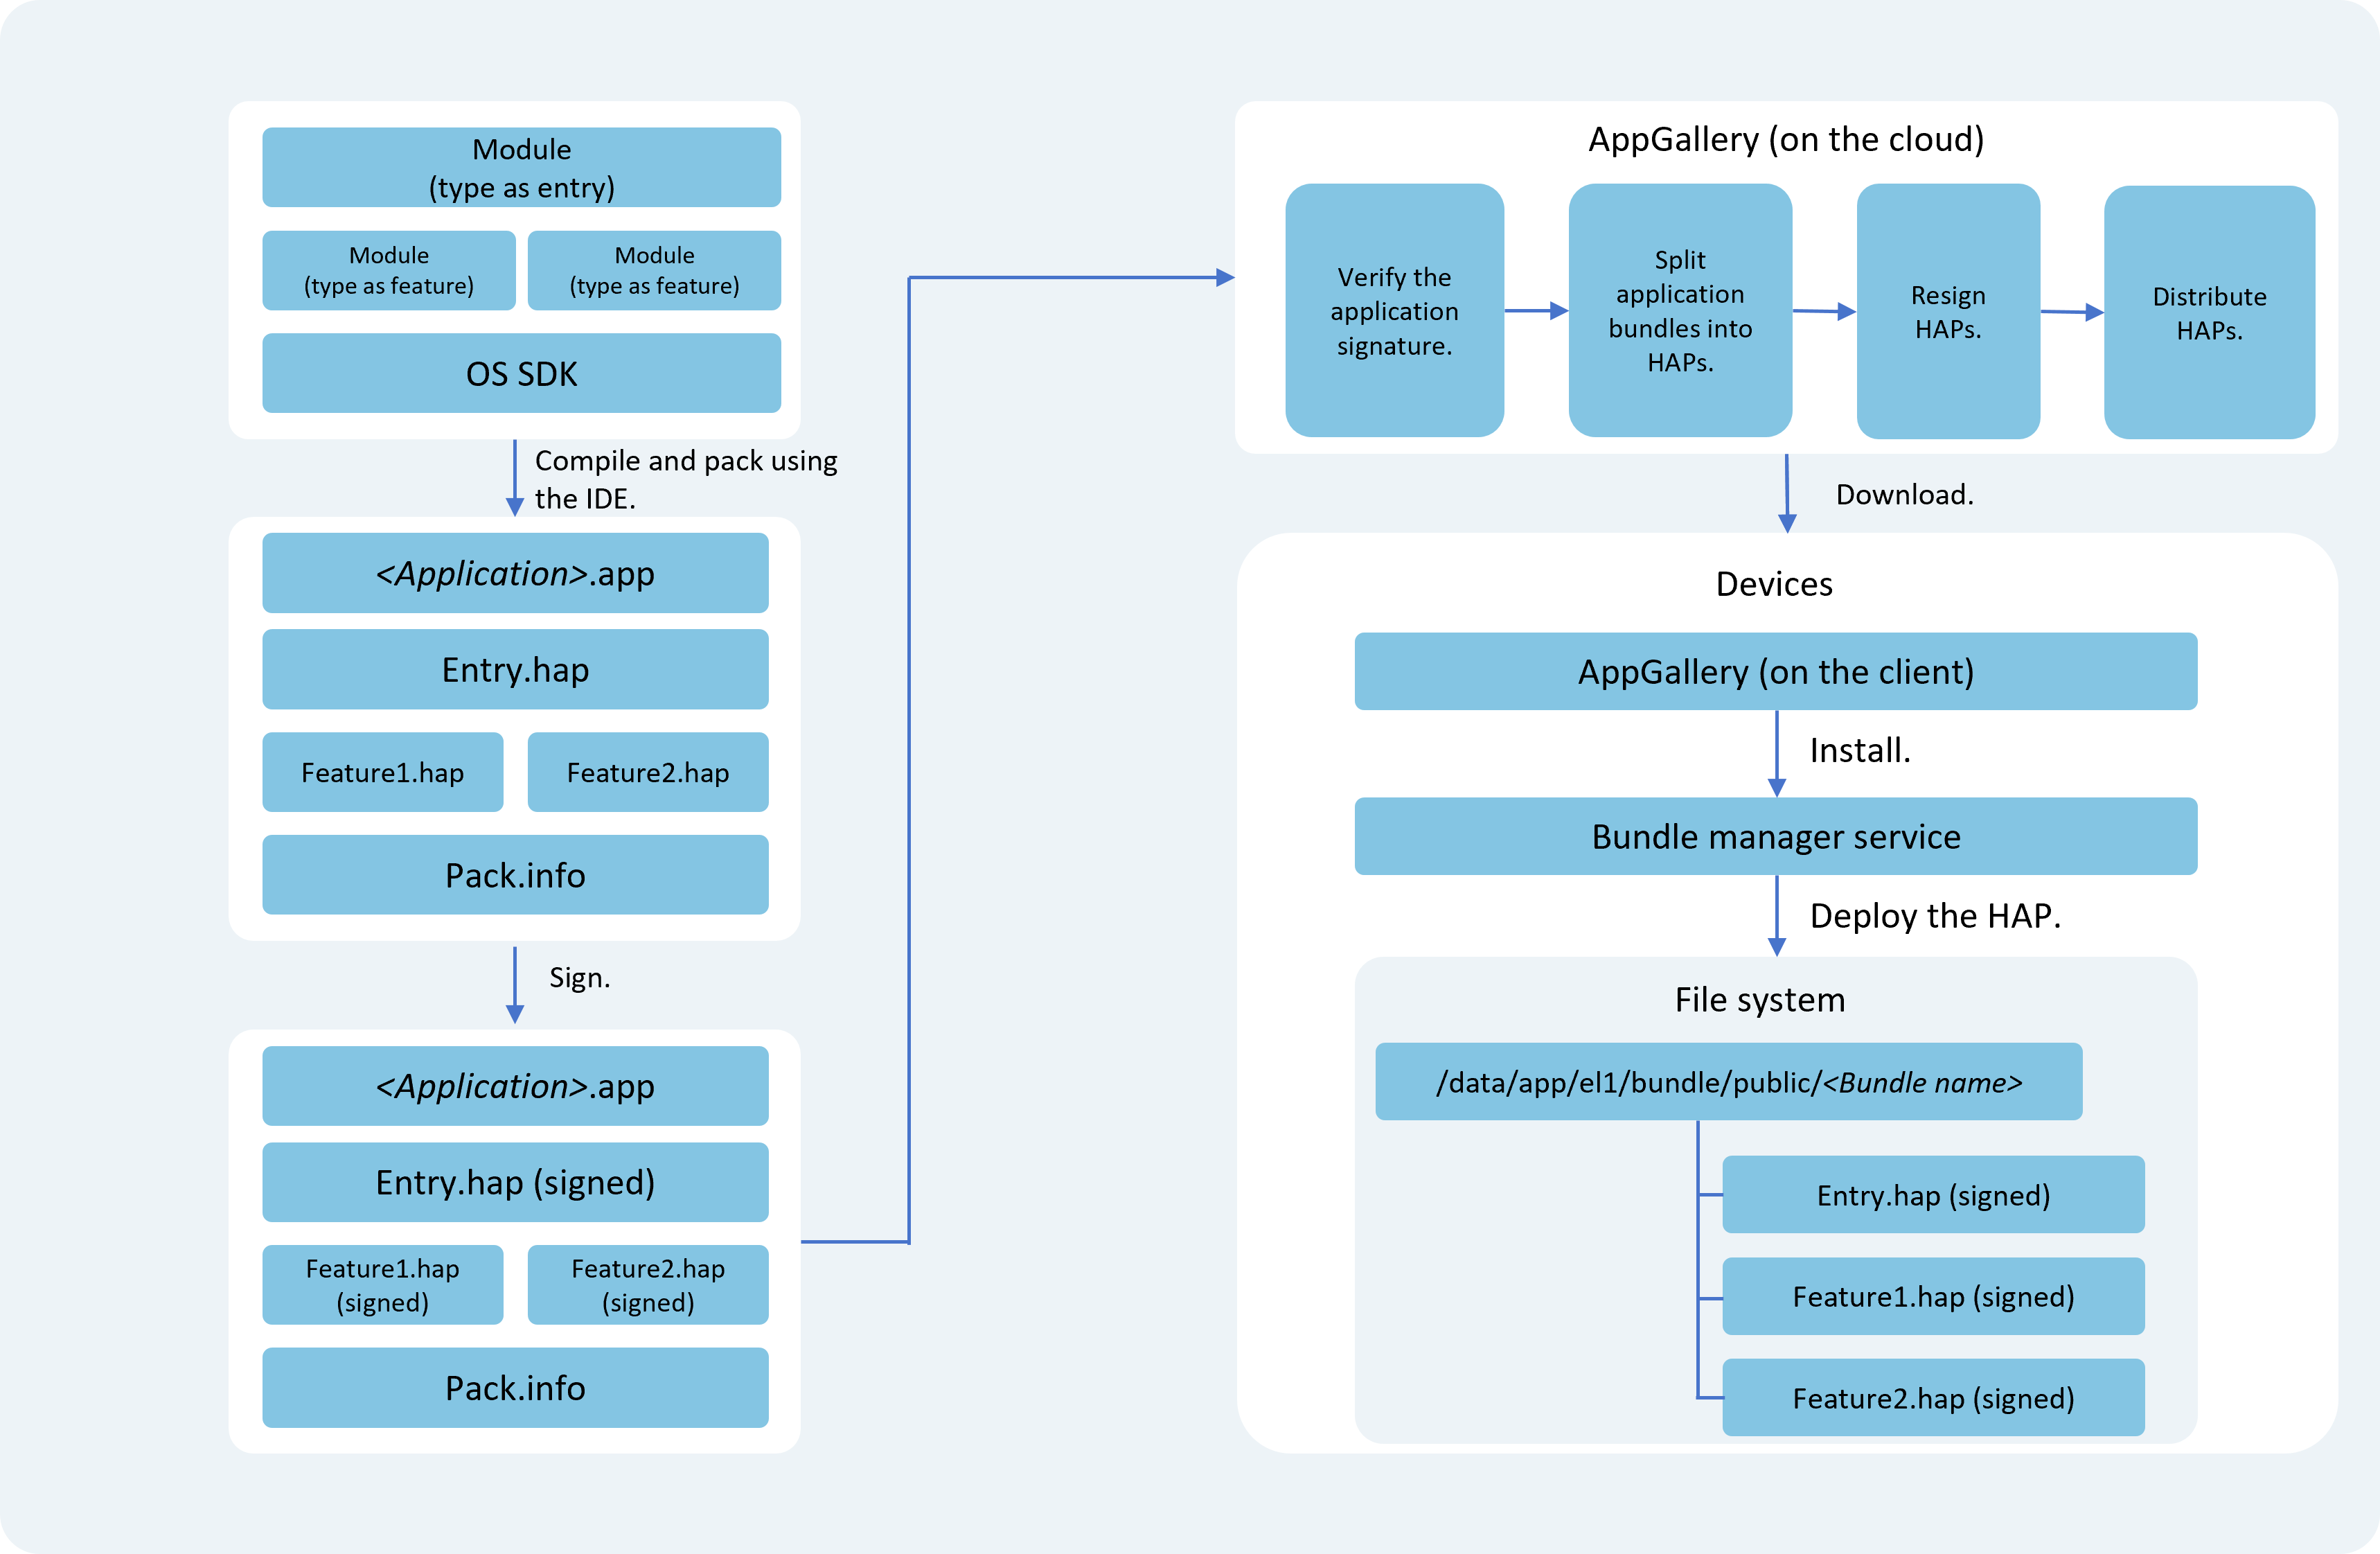 Module
(type as entry)
Module
(type as feature)
Module
(type as feature)
OS SDK
Compile and pack using
the IDE.
<Application>.app
Entry.hap
Feature1.hap
Feature2.hap
Pack.info
Sign.
<Application>.app
Entry.hap (signed)
Feature1.hap
(signed)
Feature2.hap
(signed)
Pack.info
AppGallery (on the cloud)
Verify the
application
signature.
Split
application
bundles into
HAPs.
Resign
HAPs.
Distribute
HAPs.
Download.
Devices
AppGallery (on the client)
Install.
Bundle manager service
Deploy the HAP.
File system
/data/app/el1/bundle/public/<Bundle name>
Entry.hap (signed)
Feature1.hap (signed)
Feature2.hap (signed)